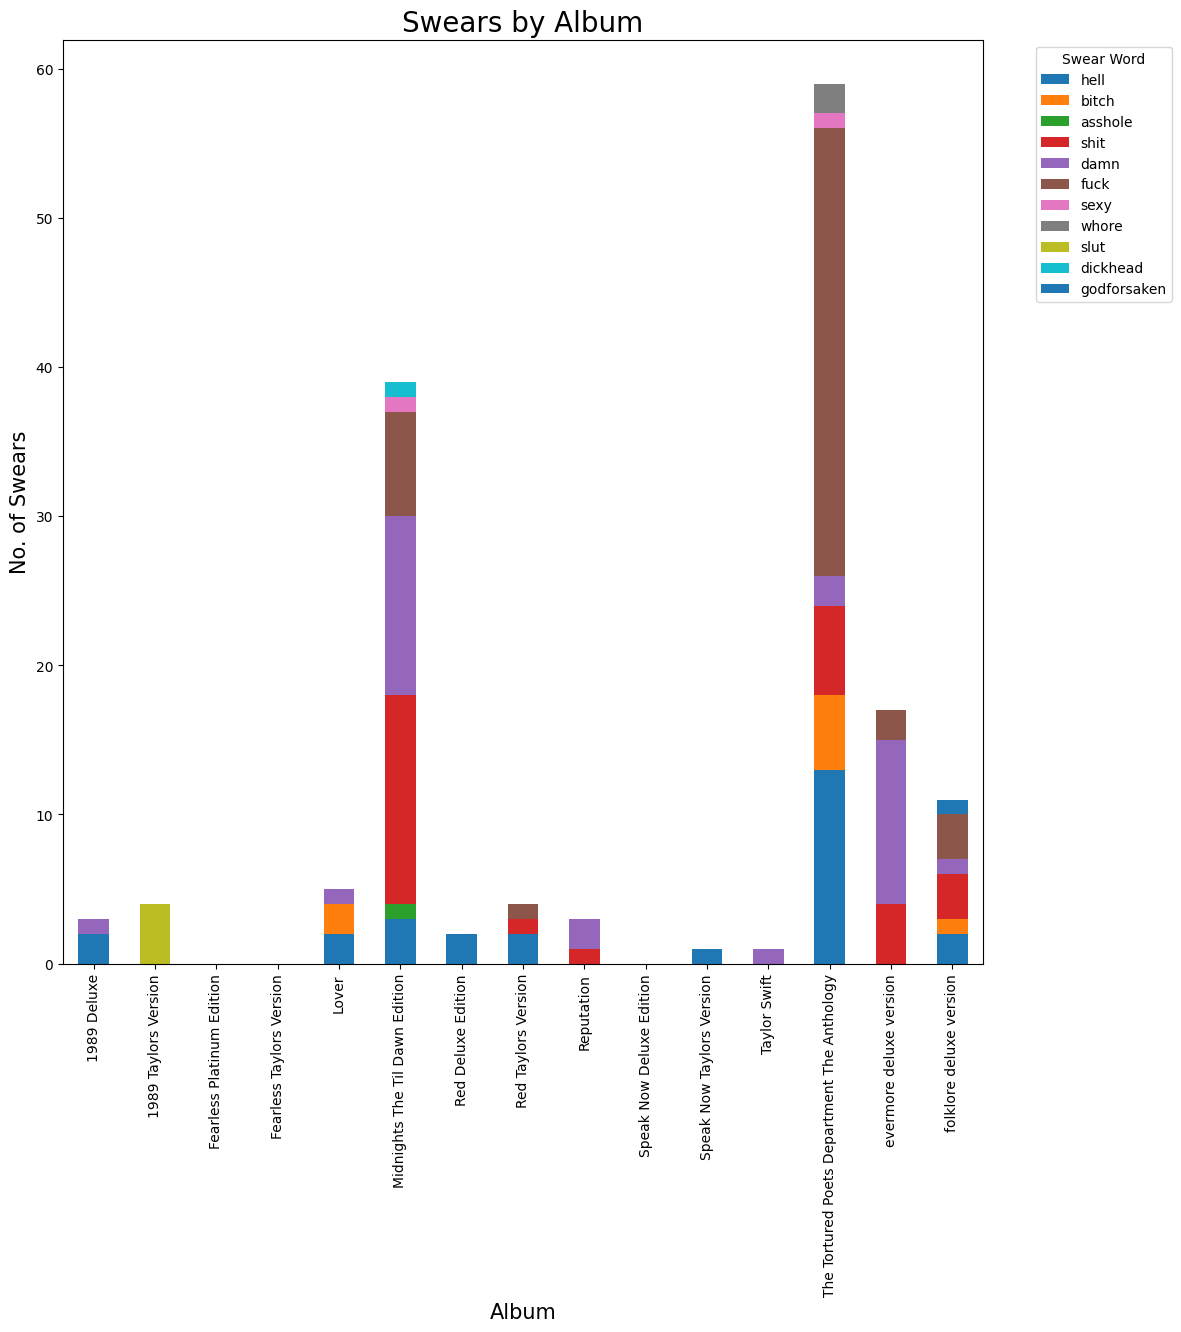 Swears by Album
No. of Swears
60
50
40
30
20
10
0
Swear Word
hell
bitch
asshole
shit
damn
fuck
sexy
whore
slut
dickhead
godforsaken
1989 Deluxe
1989 Taylors Version
Fearless Platinum Edition
Fearless Taylors Version
Lover
Midnights The Til Dawn Edition
Red Deluxe Edition
Red Taylors Version
Reputation
Speak Now Deluxe Edition
Speak Now Taylors Version
Taylor Swift
The Tortured Poets Department The Anthology
evermore deluxe version
folklore deluxe version
Album